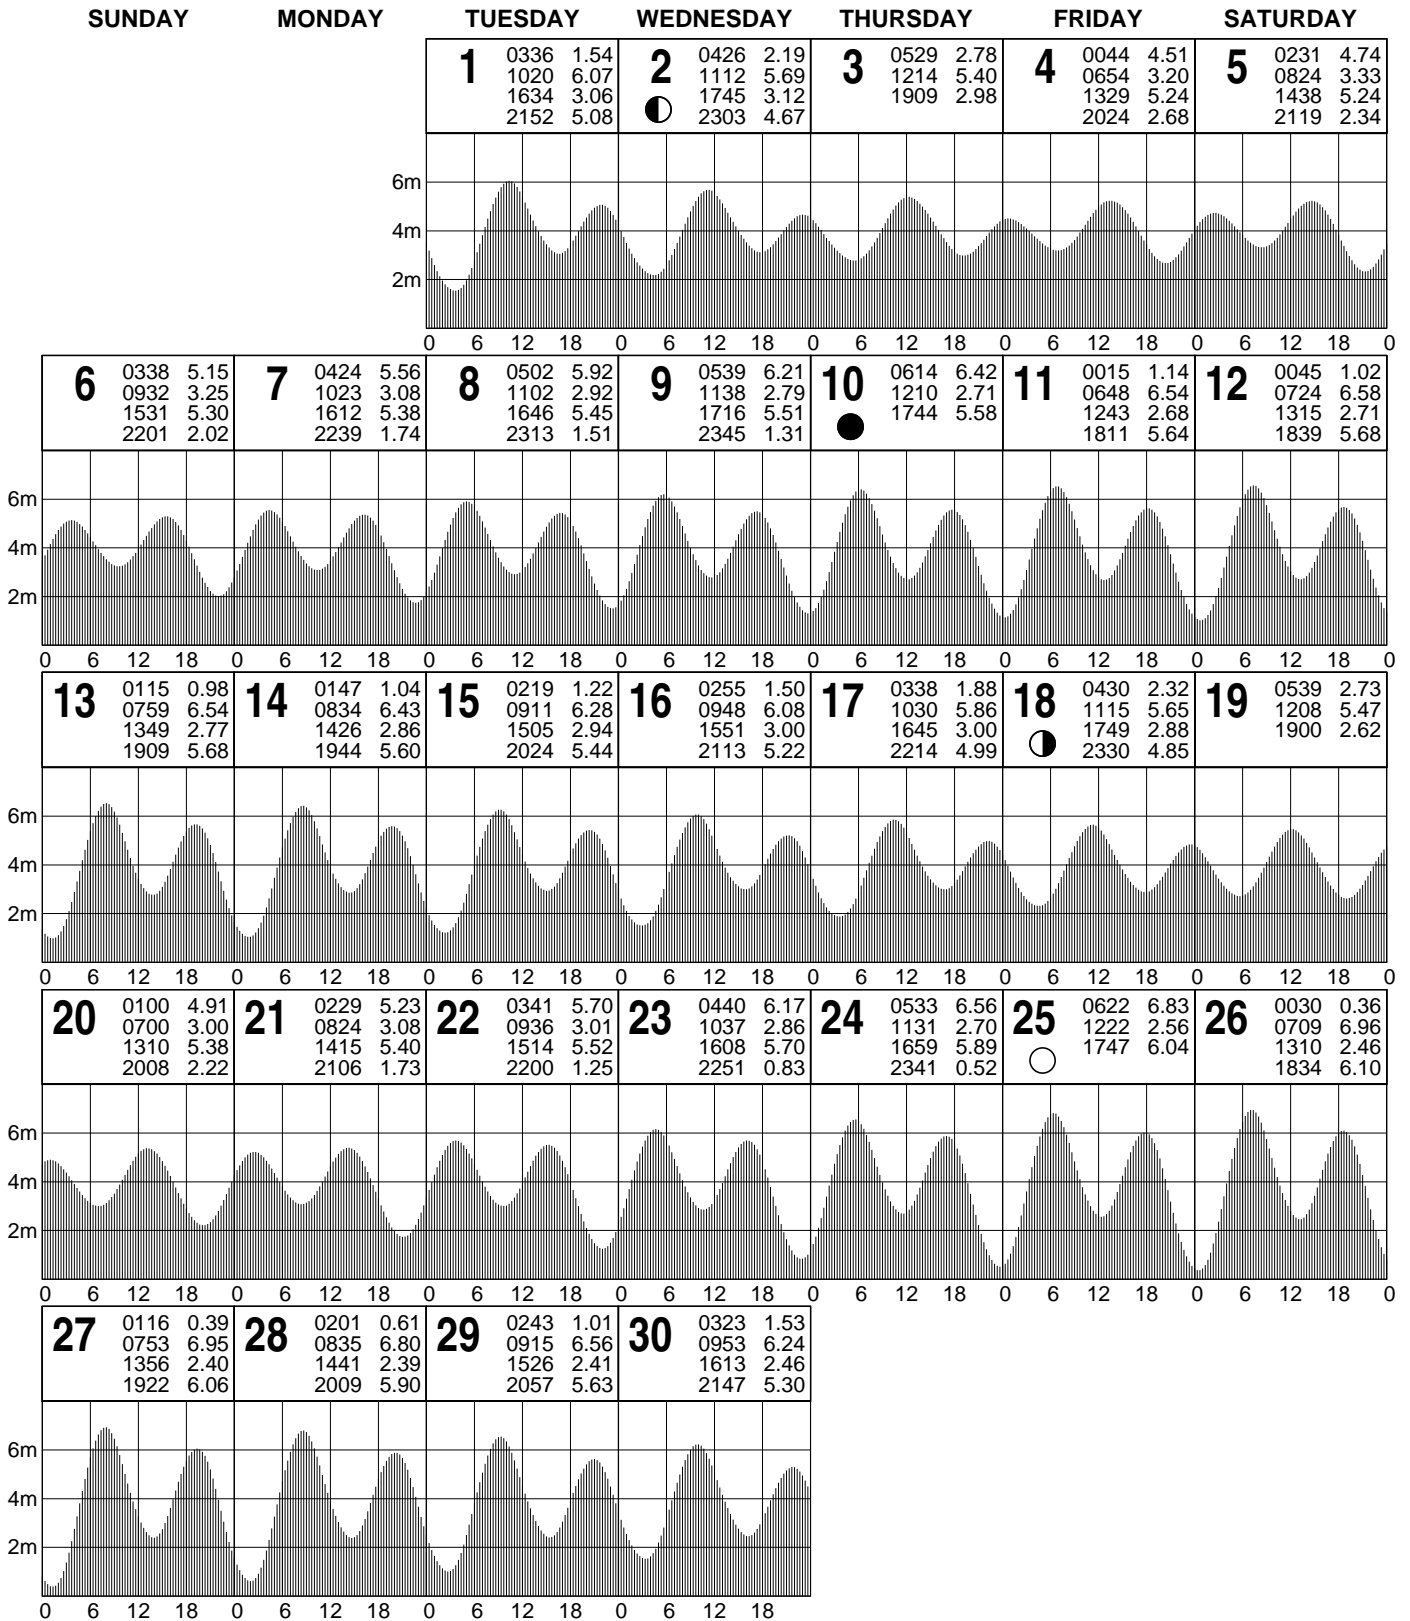 SUNDAY MONDAY TUESDAY WEDNESDAY THURSDAY FRIDAY SATURDAY
1 0336 1.54
1020 6.07
1634 3.06
2152 5.08
2 0426 2.19
1112 5.69
1745 3.12
2303 4.67
3 0529 2.78
1214 5.40
1909 2.98
4 0044 4.51
0654 3.20
1329 5.24
2024 2.68
5 0231 4.74
0824 3.33
1438 5.24
2119 2.34
6m
4m
2m
0 6 12 18 0 6 12 18 0 6 12 18 0 6 12 18 0 6 12 18 0
6 0338 5.15
0932 3.25
1531 5.30
2201 2.02
7 0424 5.56
1023 3.08
1612 5.38
2239 1.74
8 0502 5.92
1102 2.92
1646 5.45
2313 1.51
9 0539 6.21
1138 2.79
1716 5.51
2345 1.31
10 0614 6.42
1210 2.71
1744 5.58
11 0015 1.14
0648 6.54
1243 2.68
1811 5.64
12 0045 1.02
0724 6.58
1315 2.71
1839 5.68
6m
4m
2m
0 6 12 18 0 6 12 18 0 6 12 18 0 6 12 18 0 6 12 18 0 6 12 18 0 6 12 18 0
13 0115 0.98
0759 6.54
1349 2.77
1909 5.68
14 0147 1.04
0834 6.43
1426 2.86
1944 5.60
15 0219 1.22
0911 6.28
1505 2.94
2024 5.44
16 0255 1.50
0948 6.08
1551 3.00
2113 5.22
17 0338 1.88
1030 5.86
1645 3.00
2214 4.99
18 0430 2.32
1115 5.65
1749 2.88
2330 4.85
19 0539 2.73
1208 5.47
1900 2.62
6m
4m
2m
0 6 12 18 0 6 12 18 0 6 12 18 0 6 12 18 0 6 12 18 0 6 12 18 0 6 12 18 0
20 0100 4.91
0700 3.00
1310 5.38
2008 2.22
21 0229 5.23
0824 3.08
1415 5.40
2106 1.73
22 0341 5.70
0936 3.01
1514 5.52
2200 1.25
23 0440 6.17
1037 2.86
1608 5.70
2251 0.83
24 0533 6.56
1131 2.70
1659 5.89
2341 0.52
25 0622 6.83
1222 2.56
1747 6.04
26 0030 0.36
0709 6.96
1310 2.46
1834 6.10
6m
4m
2m
0 6 12 18 0 6 12 18 0 6 12 18 0 6 12 18 0 6 12 18 0 6 12 18 0 6 12 18 0
27 0116 0.39
0753 6.95
1356 2.40
1922 6.06
28 0201 0.61
0835 6.80
1441 2.39
2009 5.90
29 0243 1.01
0915 6.56
1526 2.41
2057 5.63
30 0323 1.53
0953 6.24
1613 2.46
2147 5.30
6m
4m
2m
0 6 12 18 0 6 12 18 0 6 12 18 0 6 12 18